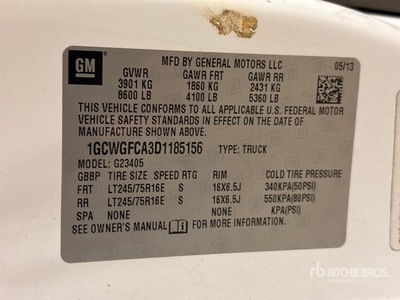 GM
MFD BY GENERAL MOTORS LLC
05/13
GVWR GAWR FRT GAWR RR
3901 KG 1860 KG 2431 KG
8600 LB 4100 LB 5360 LB
THIS VEHICLE CONFORMS TO ALL APPLICABLE U.S. FEDERAL MOTOR
VEHICLE SAFETY STANDARDS IN EFFECT ON THE DATE OF
MANUFACTURE SHOWN ABOVE.
1GCWGFCA3D1185156 TYPE: TRUCK
MODEL: G23405
GBBP TIRE SIZE SPEED RTG RIM COLD TIRE PRESSURE
FRT LT245/75R16E S 16X6.5J 340KPA(50PSI)
RR LT245/75R16E S 16X6.5J 550KPA(80PSI)
SPA NONE NONE KPA(PSI)
SEE OWNER'S MANUAL
rb RITCHIE BROS.